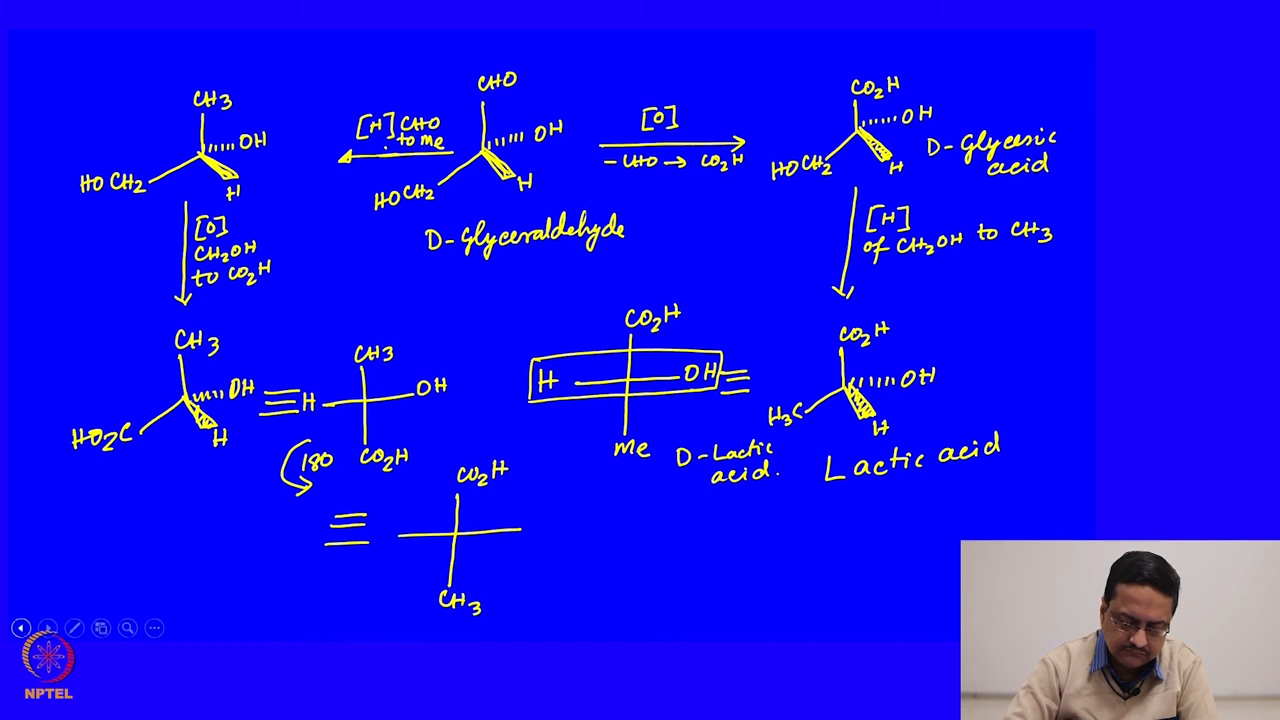 CHO
CH3
CO2H
[H] CHO
to me
[O]
- CHO → CO2H
OH
OH
OH
HOCH2
H
HOCH2
H
HOCH2
H
D-Glyceric
acid
D-Glyceraldehyde
[O]
CH2OH
to CO2H
[H]
of CH2OH to CH3
CH3
CH3
CO2H
CO2H
OH
≡
H
OH
H
OH
≡
OH
HO2C
H
CO2H
me
H3C
H
D-Lactic
acid.
Lactic acid
180
≡
CO2H
CH3
NPTEL